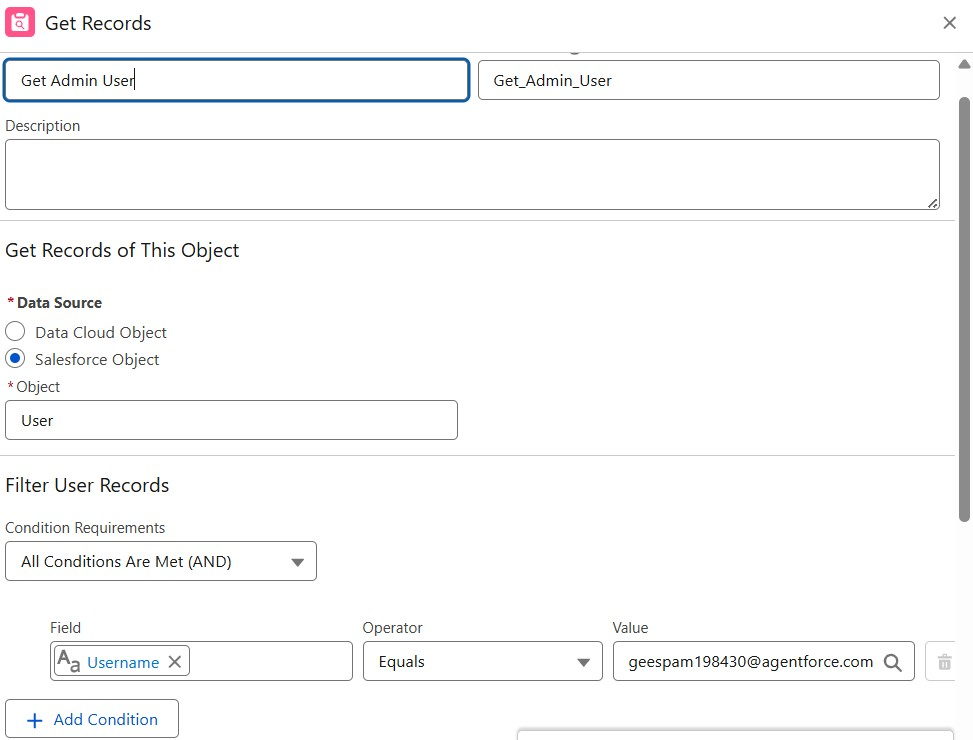 Get Records
Get Admin User
Get_Admin_User
Description
Get Records of This Object
* Data Source
Data Cloud Object
Salesforce Object
* Object
User
Filter User Records
Condition Requirements
All Conditions Are Met (AND)
Field Operator Value
Aa Username Equals geespam198430@agentforce.com
+ Add Condition